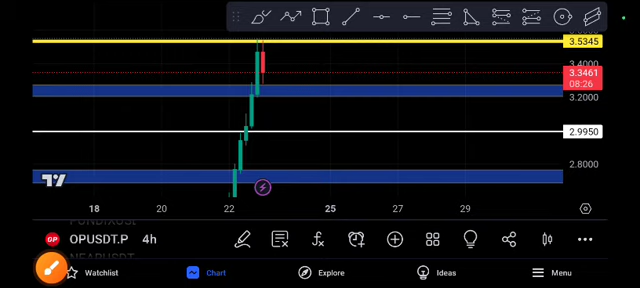 3.5345
3.4000
3.3461
08:26
3.2000
2.9950
2.8000
18 20 22 25 27 29
GP OPUSDT.P 4h
Watchlist Chart Explore Ideas Menu